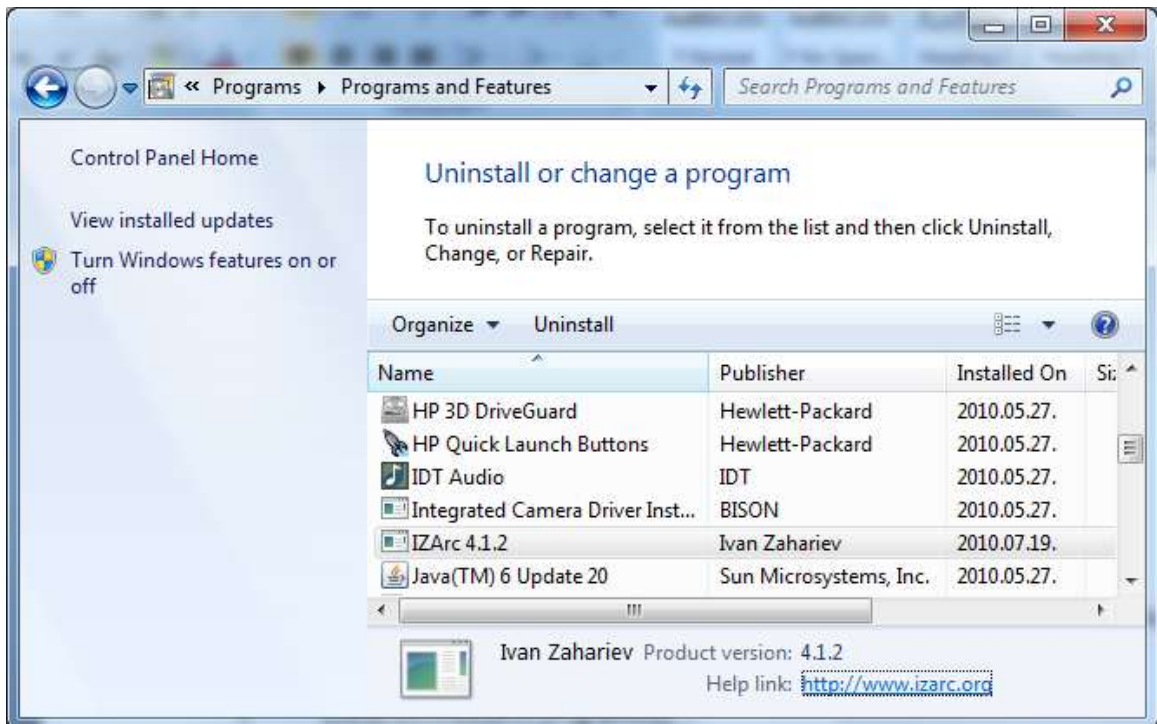 « Programs ▸ Programs and Features
Search Programs and Features
Control Panel Home
View installed updates
Turn Windows features on or
off
Uninstall or change a program
To uninstall a program, select it from the list and then click Uninstall,
Change, or Repair.
Organize Uninstall
Name Publisher Installed On Si
HP 3D DriveGuard Hewlett-Packard 2010.05.27.
HP Quick Launch Buttons Hewlett-Packard 2010.05.27.
IDT Audio IDT 2010.05.27.
Integrated Camera Driver Inst... BISON 2010.05.27.
IZArc 4.1.2 Ivan Zahariev 2010.07.19.
Java(TM) 6 Update 20 Sun Microsystems, Inc. 2010.05.27.
Ivan Zahariev Product version: 4.1.2
Help link: http://www.izarc.org